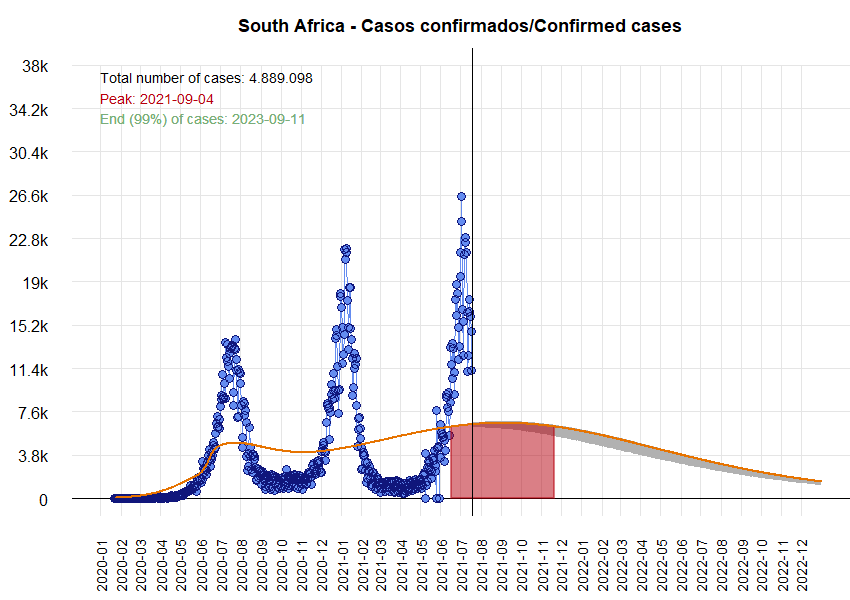 South Africa - Casos confirmados/Confirmed cases
38k
Total number of cases: 4.889.098
Peak: 2021-09-04
34.2k
End (99%) of cases: 2023-09-11
30.4k
26.6k
22.8k
19k
15.2k
11.4k
7.6k
3.8k
0
2020-01
2020-02
2020-03
2020-04
2020-05
2020-06
2020-07
2020-08
2020-09
2020-10
2020-11
2020-12
2021-01
2021-02
2021-03
2021-04
2021-05
2021-06
2021-07
2021-08
2021-09
2021-10
2021-11
2021-12
2022-01
2022-02
2022-03
2022-04
2022-05
2022-06
2022-07
2022-08
2022-09
2022-10
2022-11
2022-12